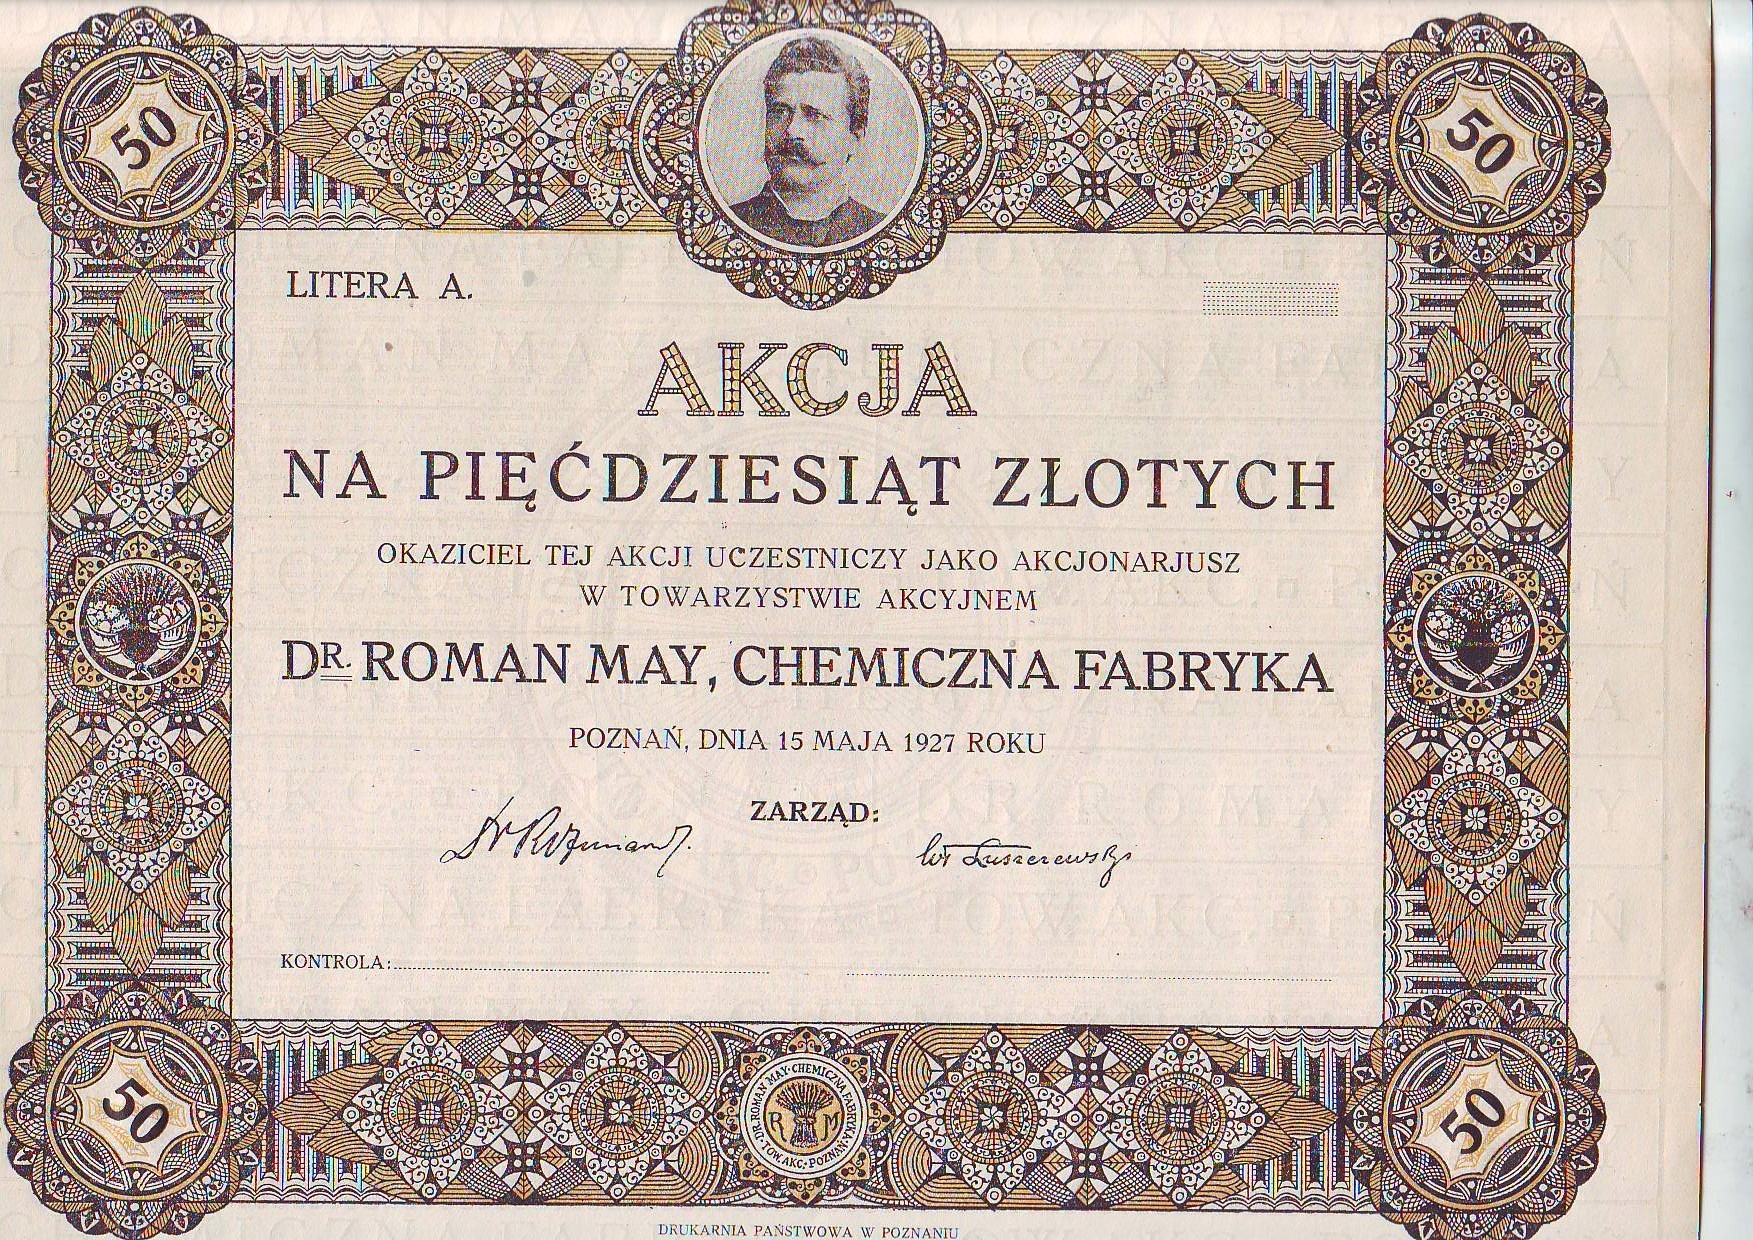 50
50
LITERA A.
AKCJA
NA PIĘĆDZIESIĄT ZŁOTYCH
OKAZICIEL TEJ AKCJI UCZESTNICZY JAKO AKCJONARJUSZ
W TOWARZYSTWIE AKCYJNEM
DR. ROMAN MAY, CHEMICZNA FABRYKA
POZNAŃ, DNIA 15 MAJA 1927 ROKU
ZARZĄD:
KONTROLA:
50
DR. ROMAN MAY · CHEMICZNA FABRYKA
R M
TOW. AKC. POZNAŃ
50
DRUKARNIA PAŃSTWOWA W POZNANIU